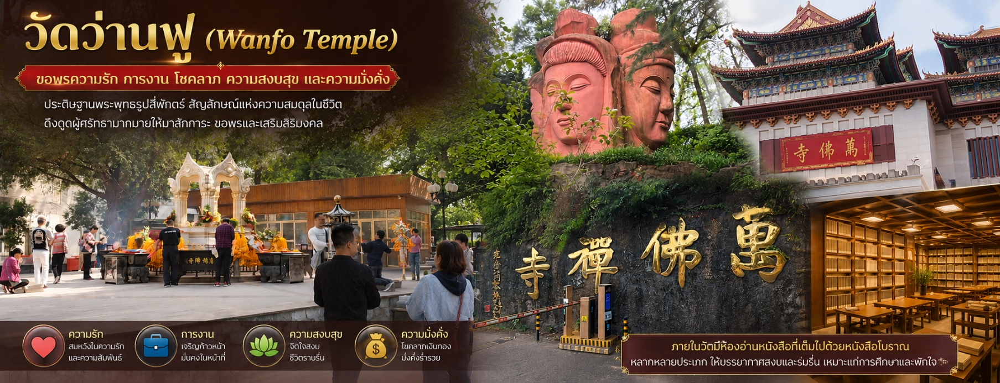 วัดว่านฟู (Wanfo Temple)
ขอพรความรัก การงาน โชคลาภ ความสงบสุข และความมั่งคั่ง
ประดิษฐานพระพุทธรูปสี่พักตร์ สัญลักษณ์แห่งความสมดุลในชีวิต
ดึงดูดผู้ศรัทธามากมายให้มาสักการะ ขอพรและเสริมสิริมงคล
寺 佛 萬
寺 禪 佛 萬
ความรัก
สมหวังในความรัก
และความสัมพันธ์
การงาน
เจริญก้าวหน้า
มั่นคงในหน้าที่
ความสงบสุข
จิตใจสงบ
ชีวิตราบรื่น
ความมั่งคั่ง
โชคลาภเงินทอง
มั่งคั่งร่ำรวย
ภายในวัดมีห้องอ่านหนังสือที่เต็มไปด้วยหนังสือโบราณ
หลากหลายประเภท ให้บรรยากาศสงบและร่มรื่น เหมาะแก่การศึกษาและพักใจ